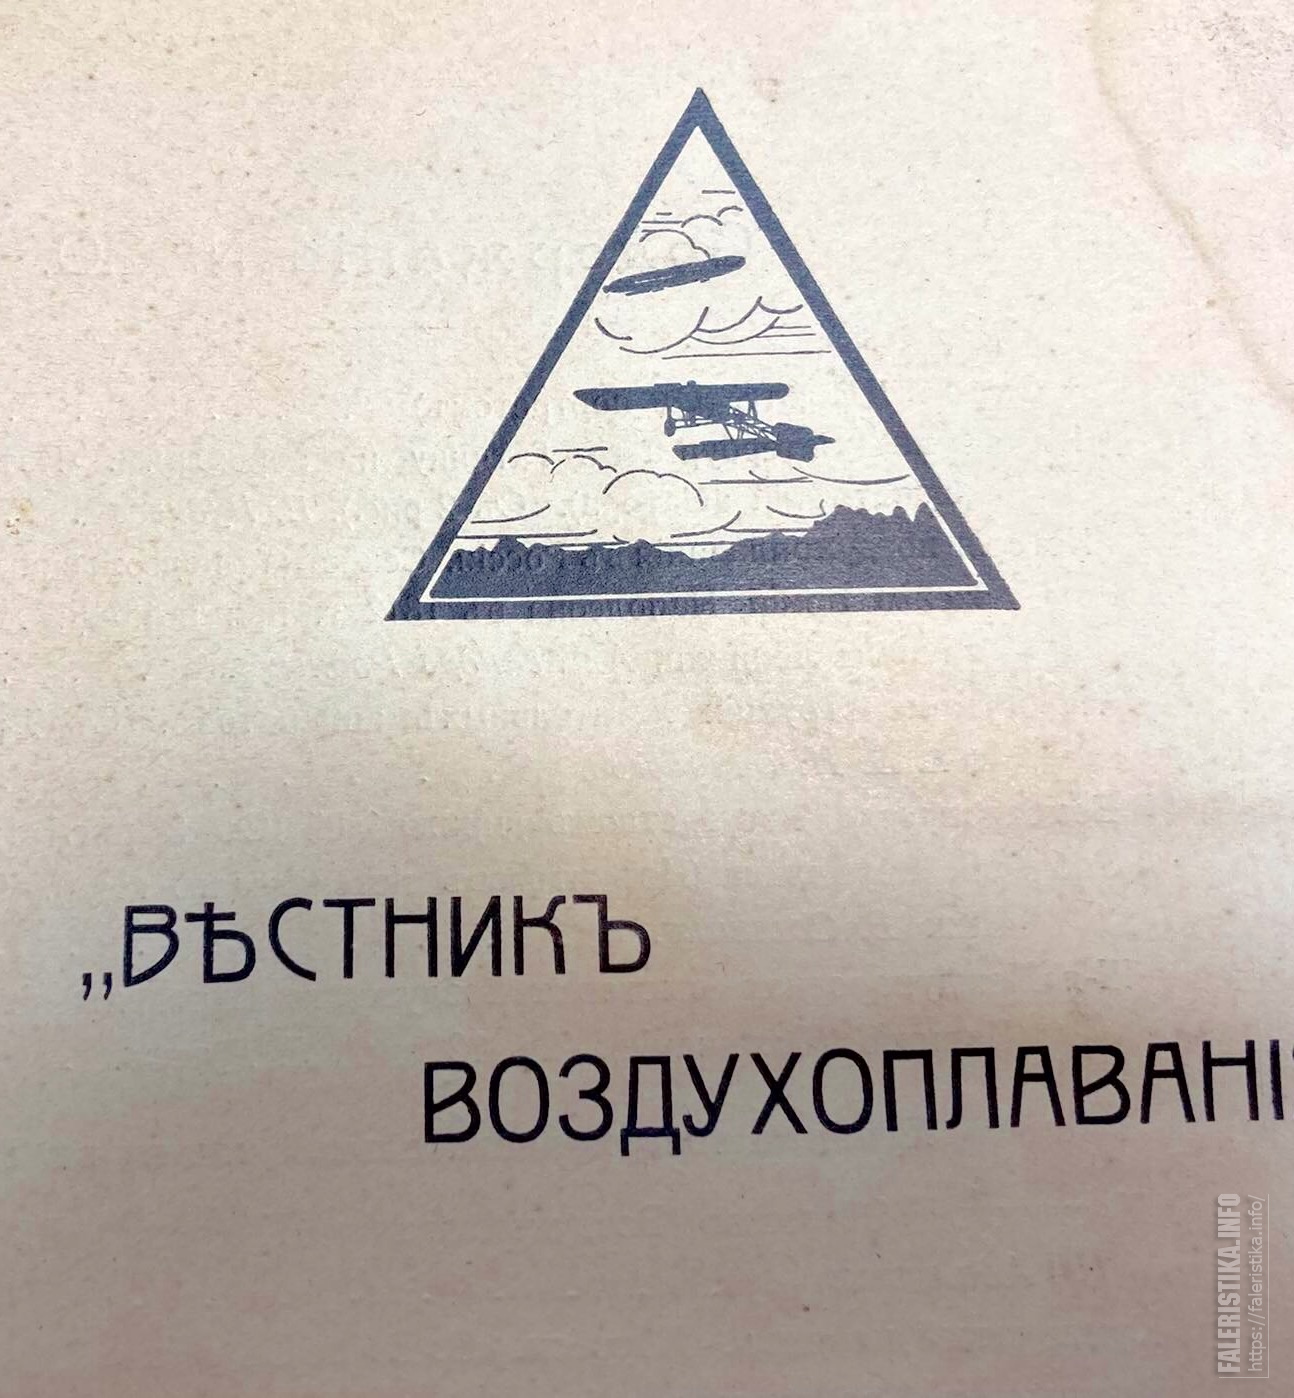 „ВѢСТНИКЪ
ВОЗДУХОПЛАВАНІ
FALERISTIKA.INFO
https://faleristika.info/